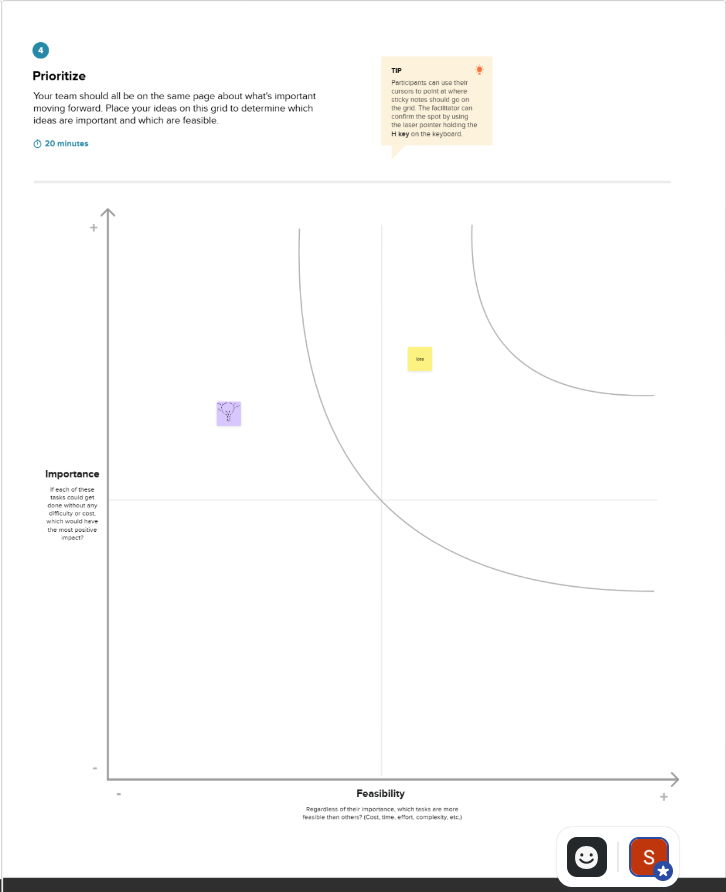 4
Prioritize
Your team should all be on the same page about what's important
moving forward. Place your ideas on this grid to determine which
ideas are important and which are feasible.
20 minutes
TIP
Participants can use their
cursors to point at where
sticky notes should go on
the grid. The facilitator can
confirm the spot by using
the laser pointer holding the
H key on the keyboard.
+
Importance
If each of these
tasks could get
done without any
difficulty or cost,
which would have
the most positive
impact?
-
-
Feasibility
+
Regardless of their importance, which tasks are more
feasible than others? (Cost, time, effort, complexity, etc.)
S